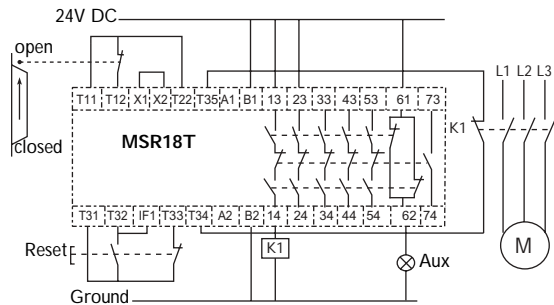 24V DC
open
L1 L2 L3
T11 T12 X1 X2 T22 T35 A1 B1 13 23 33 43 53 61 73
MSR18T
K1
closed
T31 T32 IF1 T33 T34 A2 B2 14 24 34 44 54 62 74
Reset
K1
M
Aux
Ground